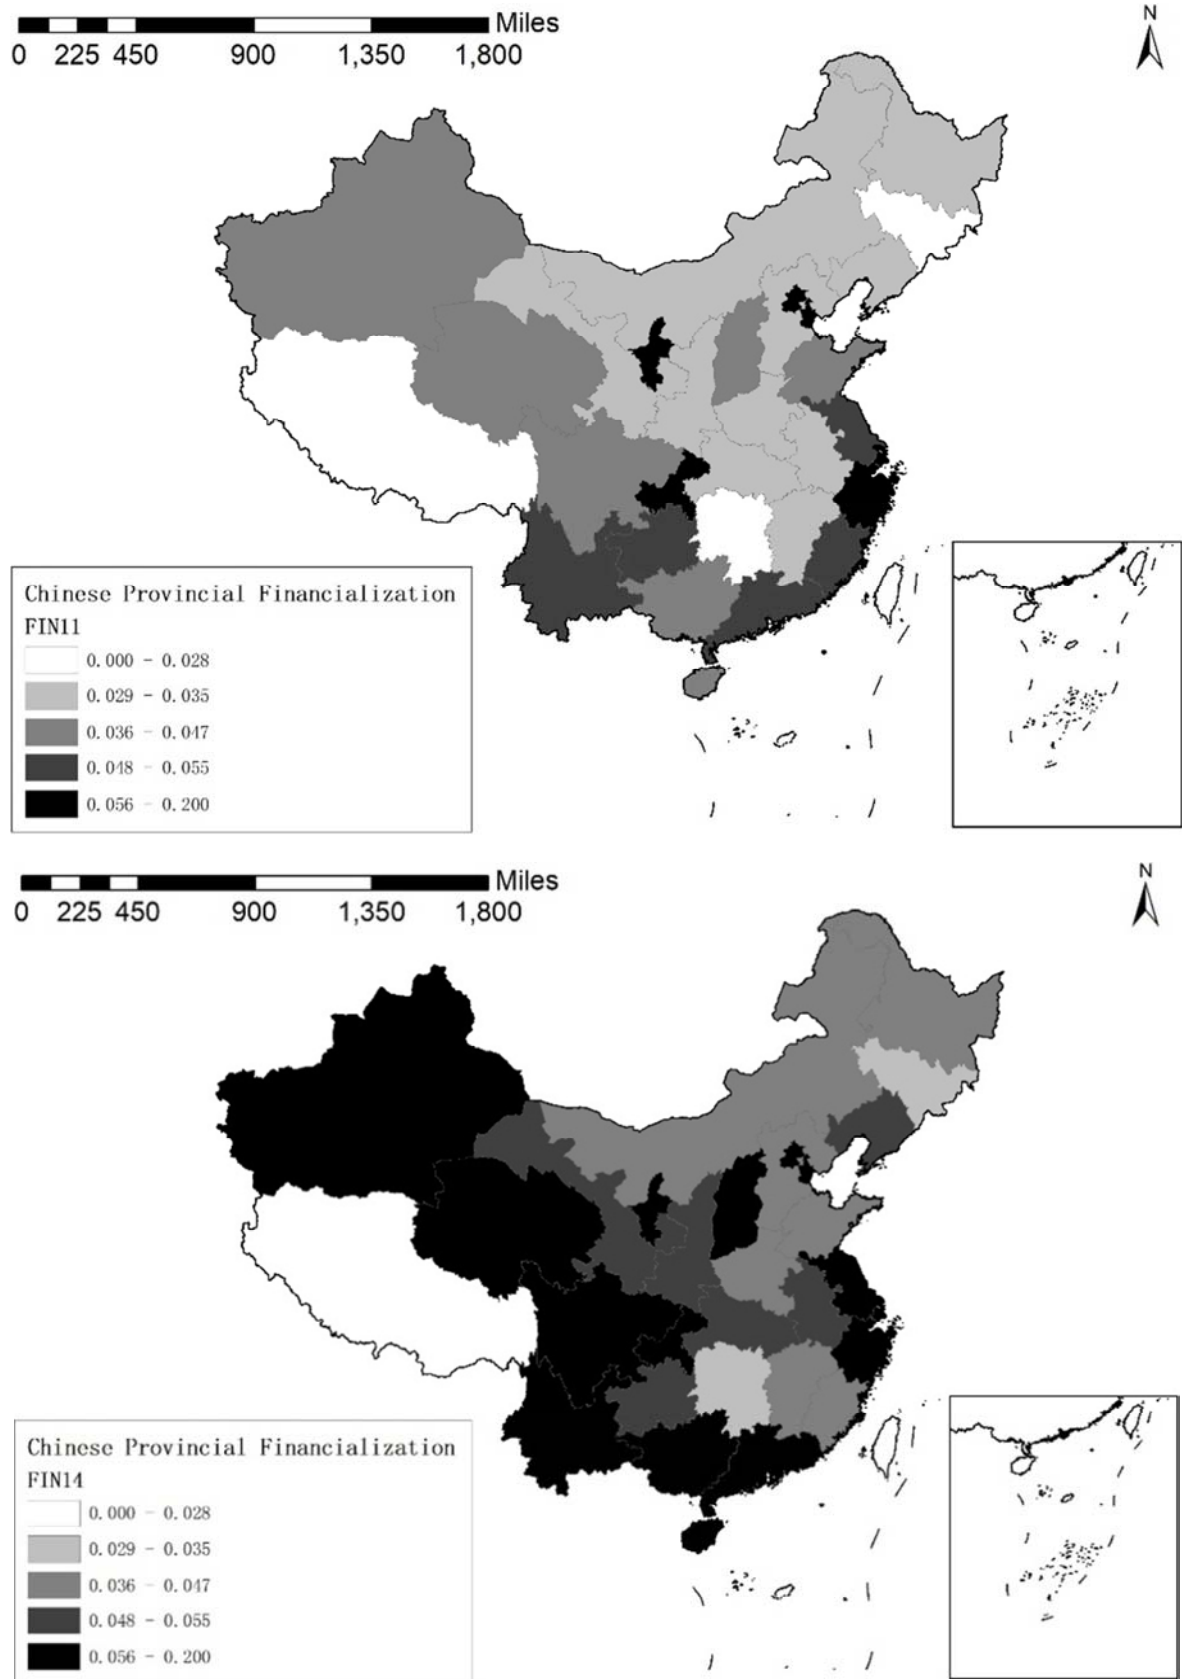 Miles
0 225 450 900 1,350 1,800
N
Chinese Provincial Financialization
FIN11
0.000 - 0.028
0.029 - 0.035
0.036 - 0.047
0.048 - 0.055
0.056 - 0.200
Miles
0 225 450 900 1,350 1,800
N
Chinese Provincial Financialization
FIN14
0.000 - 0.028
0.029 - 0.035
0.036 - 0.047
0.048 - 0.055
0.056 - 0.200